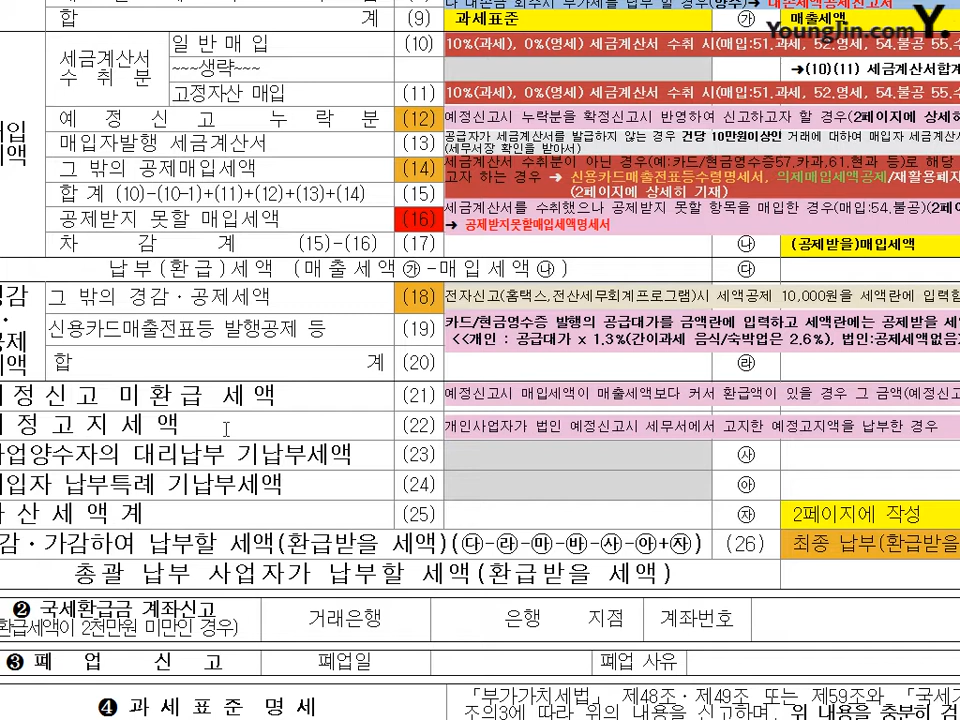 대손세액공제신고서
합 계 (9) 과세표준 ㉮ 매출세액
YoungJin.com Y.
세금계산서 수 취 분
일 반 매 입 (10) 10%(과세), 0%(영세) 세금계산서 수취 시(매입:51.과세, 52.영세, 54.불공 55.수
~~~생략~~~ ➔(10)(11) 세금계산서합계
고정자산 매입 (11) 10%(과세), 0%(영세) 세금계산서 수취 시(매입:51.과세, 52.영세, 54.불공 55.수
예 정 신 고 누 락 분 (12) 예정신고시 누락분을 확정신고시 반영하여 신고하고자 할 경우(2페이지에 상세히
매입자발행 세금계산서 (13) 공급자가 세금계산서를 발급하지 않는 경우 건당 10만원이상인 거래에 대하여 매입자 세금계산서
(세무서장 확인을 받아서)
그 밖의 공제매입세액 (14) 세금계산서 수취분이 아닌 경우(예:카드/현금영수증57.카과,61.현과 등)로 해당
고자 하는 경우 ➔ 신용카드매출전표등수령명세서, 의제매입세액공제/재활용폐자
(2페이지에 상세히 기재)
합 계 (10)-(10-1)+(11)+(12)+(13)+(14) (15)
공제받지 못할 매입세액 (16) 세금계산서를 수취했으나 공제받지 못할 항목을 매입한 경우(매입:54.불공)(2페이
➔ 공제받지못할매입세액명세서
차 감 계 (15)-(16) (17) ㉯ (공제받을)매입세액
납 부 (환 급) 세 액 (매 출 세 액 ㉮ - 매 입 세 액 ㉯) ㉰
그 밖의 경감·공제세액 (18) 전자신고(홈택스,전산세무회계프로그램)시 세액공제 10,000원을 세액란에 입력함
신용카드매출전표등 발행공제 등 (19) 카드/현금영수증 발행의 공급대가를 금액란에 입력하고 세액란에는 공제받을 세액
<<개인 : 공급대가 x 1.3%(간이과세 음식/숙박업은 2.6%), 법인:공제세액없음)
합 계 (20) ㉱
정 신 고 미 환 급 세 액 (21) 예정신고시 매입세액이 매출세액보다 커서 환급액이 있을 경우 그 금액(예정신고
정 고 지 세 액 (22) 개인사업자가 법인 예정신고시 세무서에서 고지한 예정고지액을 납부한 경우
사업양수자의 대리납부 기납부세액 (23) ㉴
매입자 납부특례 기납부세액 (24) ㉵
가 산 세 액 계 (25) ㉶ 2페이지에 작성
감·가감하여 납부할 세액(환급받을 세액)(㉰-㉱-㉲-㉳-㉴-㉵+㉶) (26) 최종 납부(환급받을
총괄 납부 사업자가 납부할 세액(환급받을 세액)
❷ 국세환급금 계좌신고 거래은행 은행 지점 계좌번호
(환급세액이 2천만원 미만인 경우)
❸ 폐 업 신 고 폐업일 폐업 사유
❹ 과 세 표 준 명 세 「부가가치세법」 제48조·제49조 또는 제59조와 「국세기
조의3에 따라 위의 내용을 신고하며, 위 내용을 충분히 검